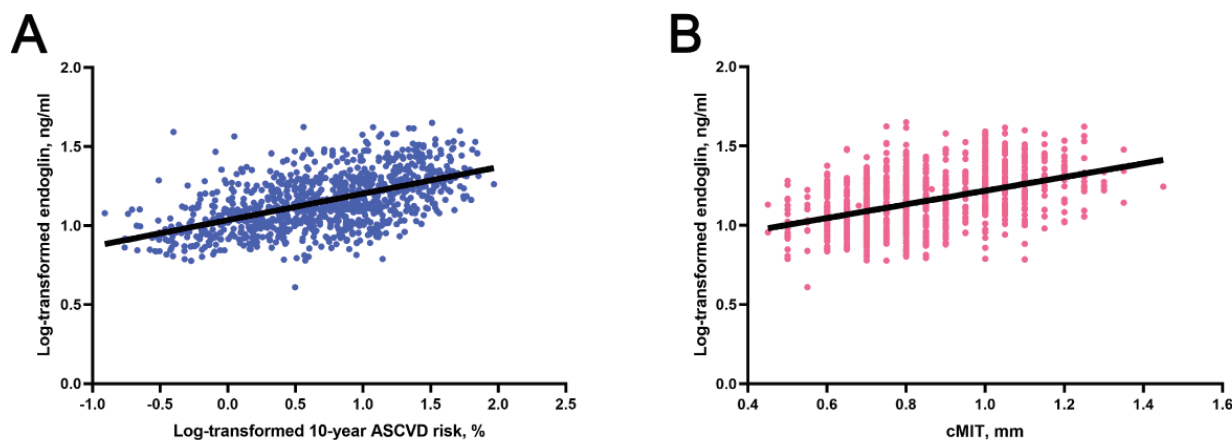 A
B
Log-transformed endoglin, ng/ml
2.0
1.5
1.0
0.5
0.0
-1.0 -0.5 0.0 0.5 1.0 1.5 2.0 2.5
Log-transformed 10-year ASCVD risk, %
Log-transformed endoglin, ng/ml
2.0
1.5
1.0
0.5
0.0
0.4 0.6 0.8 1.0 1.2 1.4 1.6
cMIT, mm